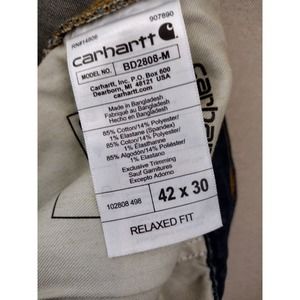 RN#14806
907890
carhartt
MODEL NO. BD2808-M
Carhartt, Inc. P.O. Box 600
Dearborn, MI 48121 USA
carhartt.com
Made in Bangladesh
Fabriqué en Bangladesh
Hecho en Bangladesh
85% Cotton/14% Polyester/
1% Elastane (Spandex)
85% Coton/14% Polyester/
1% Élasthanne
85% Algodón/14% Poliéster/
1% Elastano
Exclusive Trimming
Sauf Garnitures
Excepto Adorno
102808 498
42 x 30
RELAXED FIT
carhartt